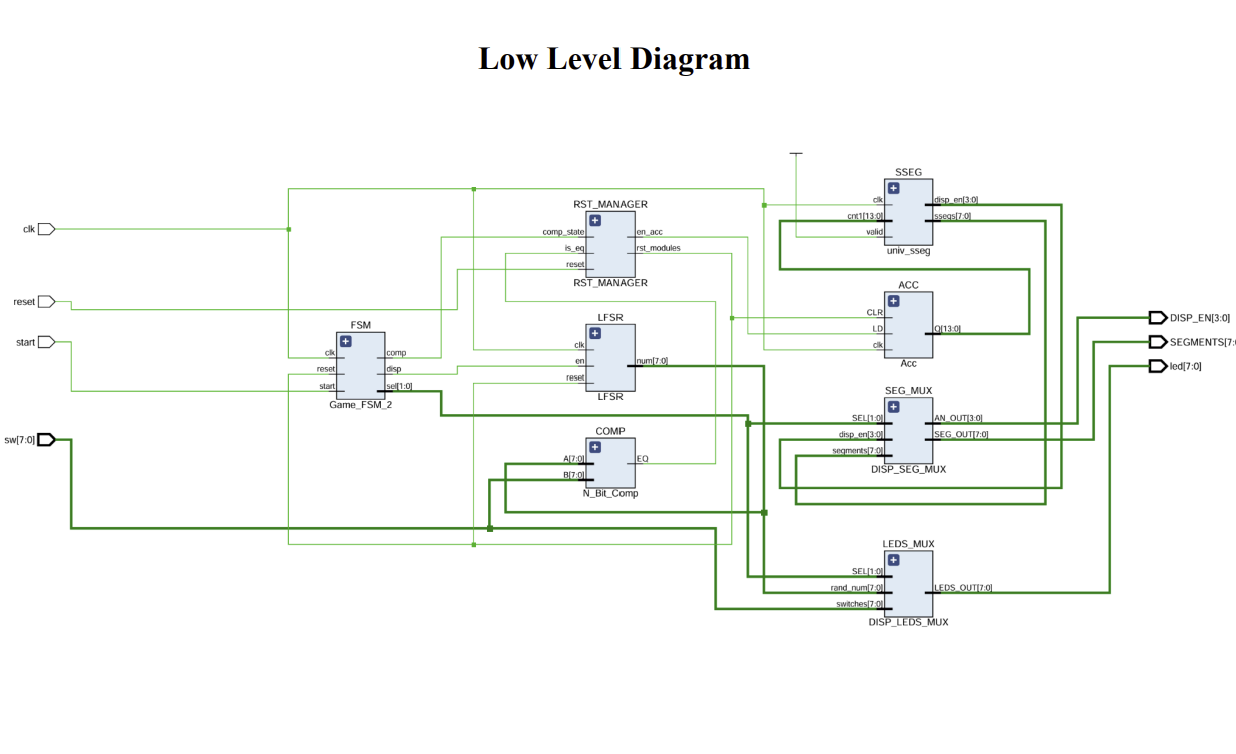 Low Level Diagram
clk
reset
start
sw[7:0]
FSM
clk
reset
start
comp
disp
sel[1:0]
Game_FSM_2
RST_MANAGER
comp_state
is_eq
reset
en_acc
rst_modules
RST_MANAGER
LFSR
clk
en
reset
num[7:0]
LFSR
COMP
A[7:0]
B[7:0]
EQ
N_Bit_Comp
SSEG
clk
cnt1[13:0]
valid
disp_en[3:0]
ssegs[7:0]
univ_sseg
ACC
CLR
LD
clk
Q[13:0]
Acc
SEG_MUX
SEL[1:0]
disp_en[3:0]
segments[7:0]
AN_OUT[3:0]
SEG_OUT[7:0]
DISP_SEG_MUX
LEDS_MUX
SEL[1:0]
rand_num[7:0]
switches[7:0]
LEDS_OUT[7:0]
DISP_LEDS_MUX
DISP_EN[3:0]
SEGMENTS[7:
led[7:0]